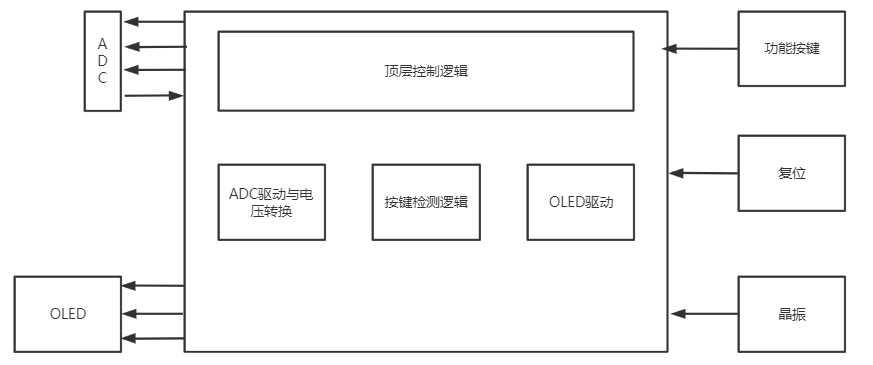 A
D
C
顶层控制逻辑
功能按键
ADC驱动与电
压转换
按键检测逻辑
OLED驱动
复位
OLED
晶振